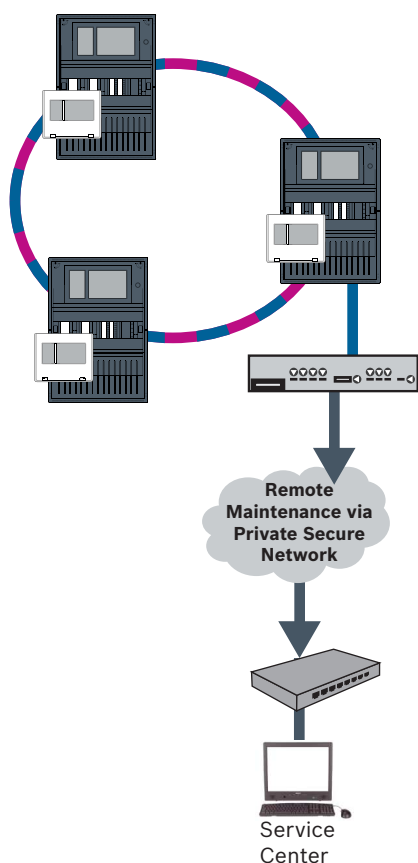 Remote
Maintenance via
Private Secure
Network
Service
Center